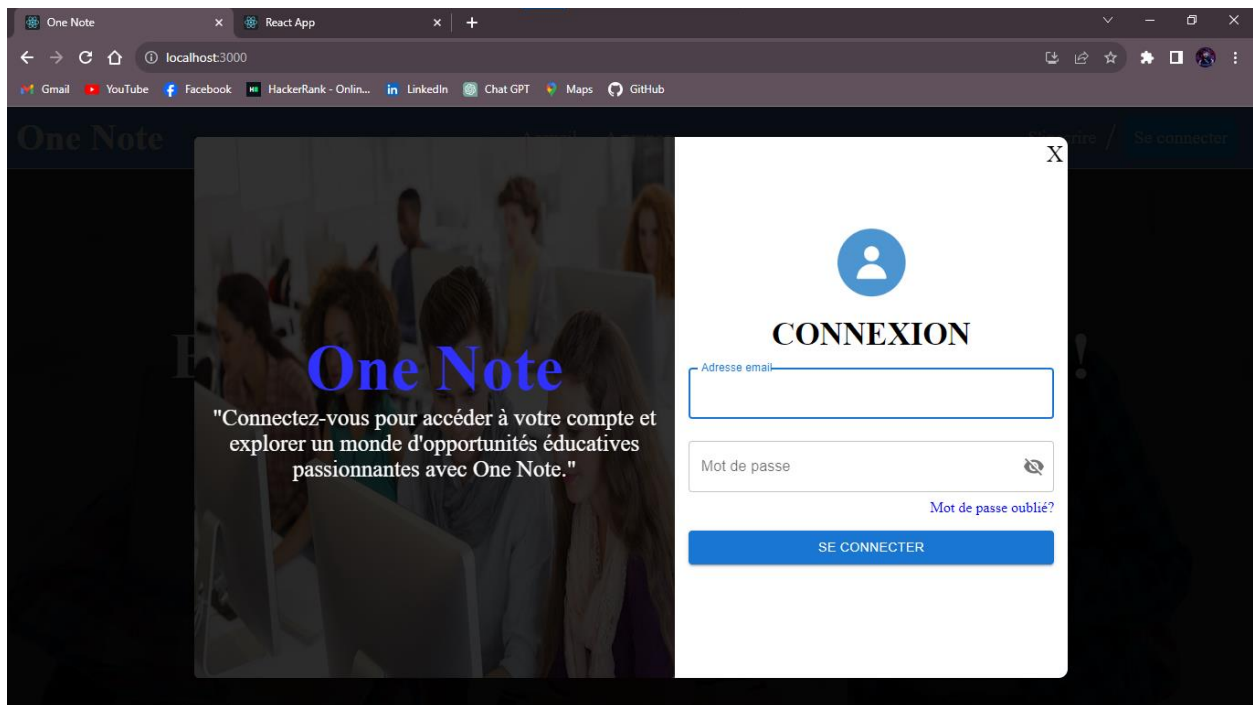 One Note
React App
localhost:3000
Gmail YouTube Facebook HackerRank - Onlin... LinkedIn Chat GPT Maps GitHub
One Note
/ Se connecter
X
One Note
"Connectez-vous pour accéder à votre compte et
explorer un monde d'opportunités éducatives
passionnantes avec One Note."
CONNEXION
Adresse email
Mot de passe
Mot de passe oublié?
SE CONNECTER